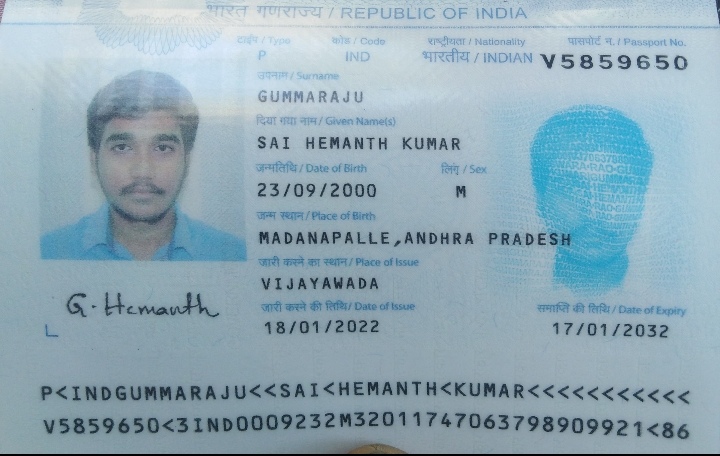 भारत गणराज्य / REPUBLIC OF INDIA
टाईप / Type कोड / Code राष्ट्रीयता / Nationality पासपोर्ट न. / Passport No.
P IND भारतीय / INDIAN V5859650
उपनाम / Surname
GUMMARAJU
दिया गया नाम / Given Name(s)
SAI HEMANTH KUMAR
जन्मतिथि / Date of Birth लिंग / Sex
23/09/2000 M
जन्म स्थान / Place of Birth
MADANAPALLE,ANDHRA PRADESH
जारी करने का स्थान / Place of Issue
VIJAYAWADA
जारी करने की तिथि / Date of Issue समाप्ति की तिथि / Date of Expiry
18/01/2022 17/01/2032
G. Hemanth
P<INDGUMMARAJU<<SAI<HEMANTH<KUMAR<<<<<<<<<<<
V5859650<3IND0009232M3201174706379890992​1<86